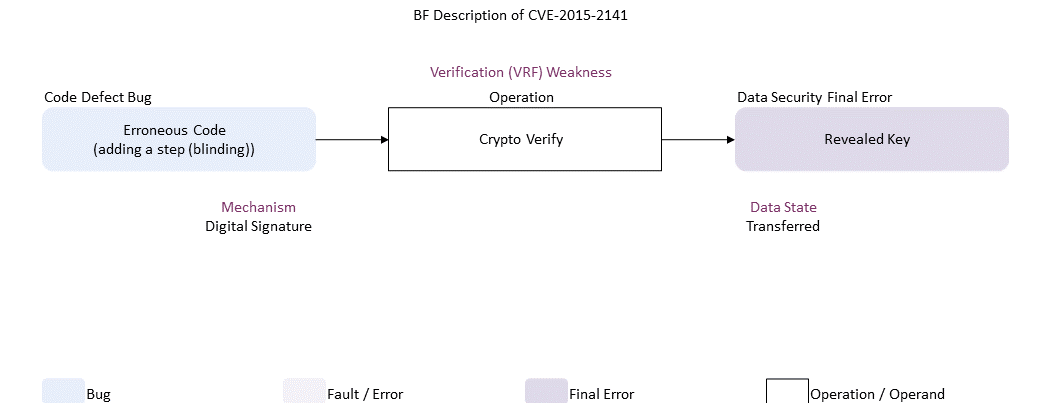 BF Description of CVE-2015-2141
Verification (VRF) Weakness
Code Defect Bug
Operation
Data Security Final Error
Erroneous Code
(adding a step (blinding))
Crypto Verify
Revealed Key
Mechanism
Digital Signature
Data State
Transferred
Bug
Fault / Error
Final Error
Operation / Operand